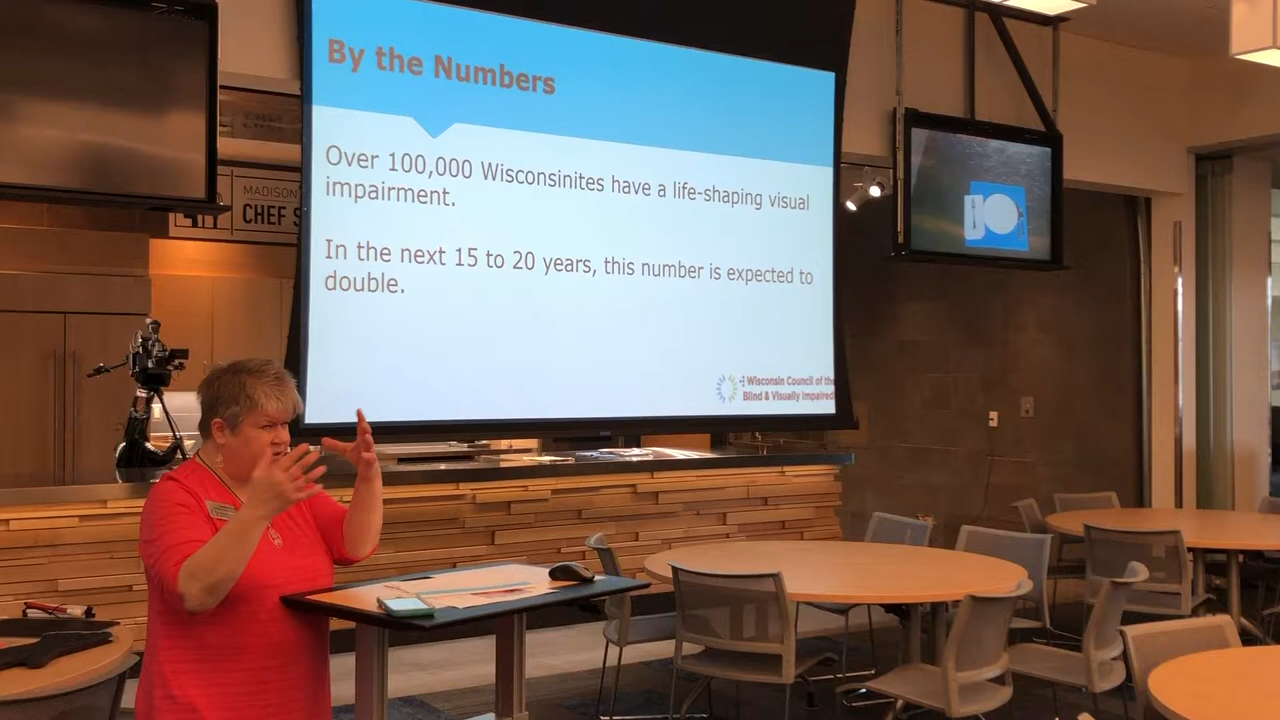 By the Numbers
Over 100,000 Wisconsinites have a life-shaping visual
impairment.
In the next 15 to 20 years, this number is expected to
double.
Wisconsin Council of the
Blind & Visually Impaired
MADISON
CHEF S